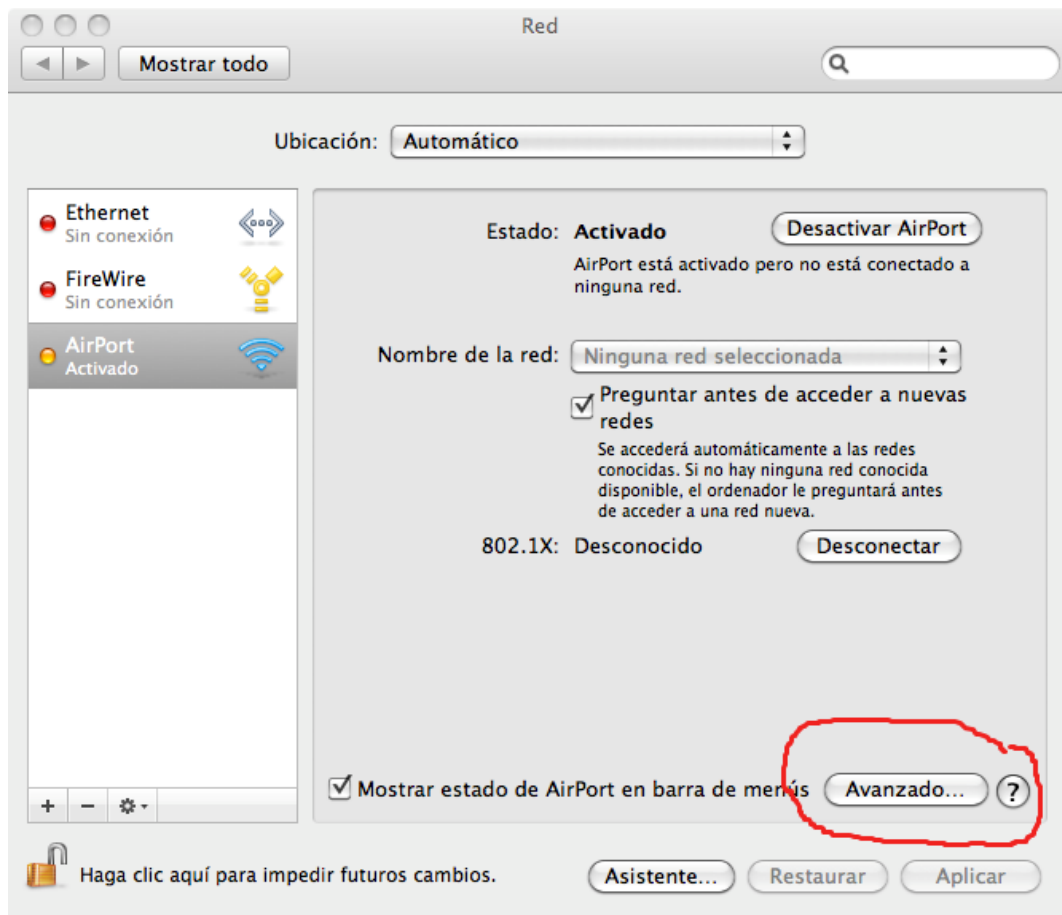 Red
Mostrar todo
Ubicación: Automático
Ethernet
Sin conexión
FireWire
Sin conexión
AirPort
Activado
Estado: Activado
Desactivar AirPort
AirPort está activado pero no está conectado a
ninguna red.
Nombre de la red: Ninguna red seleccionada
Preguntar antes de acceder a nuevas
redes
Se accederá automáticamente a las redes
conocidas. Si no hay ninguna red conocida
disponible, el ordenador le preguntará antes
de acceder a una red nueva.
802.1X: Desconocido
Desconectar
Mostrar estado de AirPort en barra de menús
Avanzado...
?
Haga clic aquí para impedir futuros cambios.
Asistente...
Restaurar
Aplicar